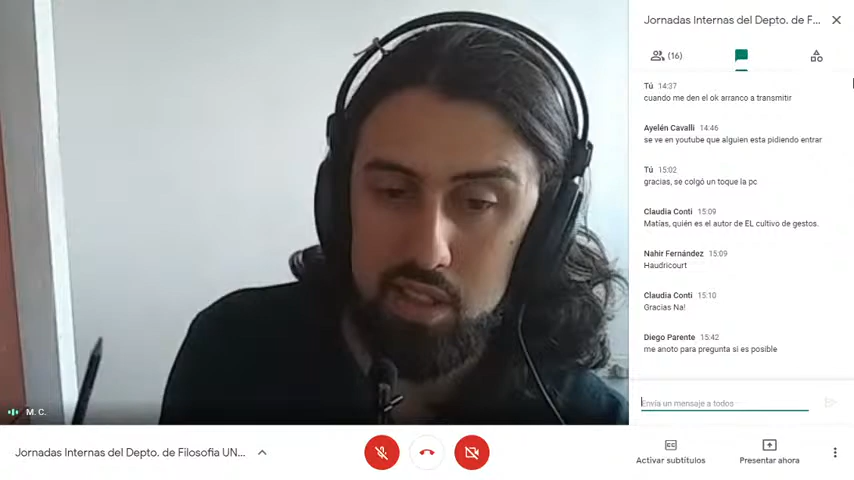 Jornadas Internas del Depto. de F...
(16)
Tú 14:37
cuando me den el ok arranco a transmitir
Ayelén Cavalli 14:46
se ve en youtube que alguien esta pidiendo entrar
Tú 15:02
gracias, se colgó un toque la pc
Claudia Conti 15:09
Matías, quién es el autor de EL cultivo de gestos.
Nahir Fernández 15:09
Haudricourt
Claudia Conti 15:10
Gracias Na!
Diego Parente 15:42
me anoto para pregunta si es posible
Envía un mensaje a todos
M. C.
Jornadas Internas del Depto. de Filosofia UN...
Activar subtítulos
Presentar ahora